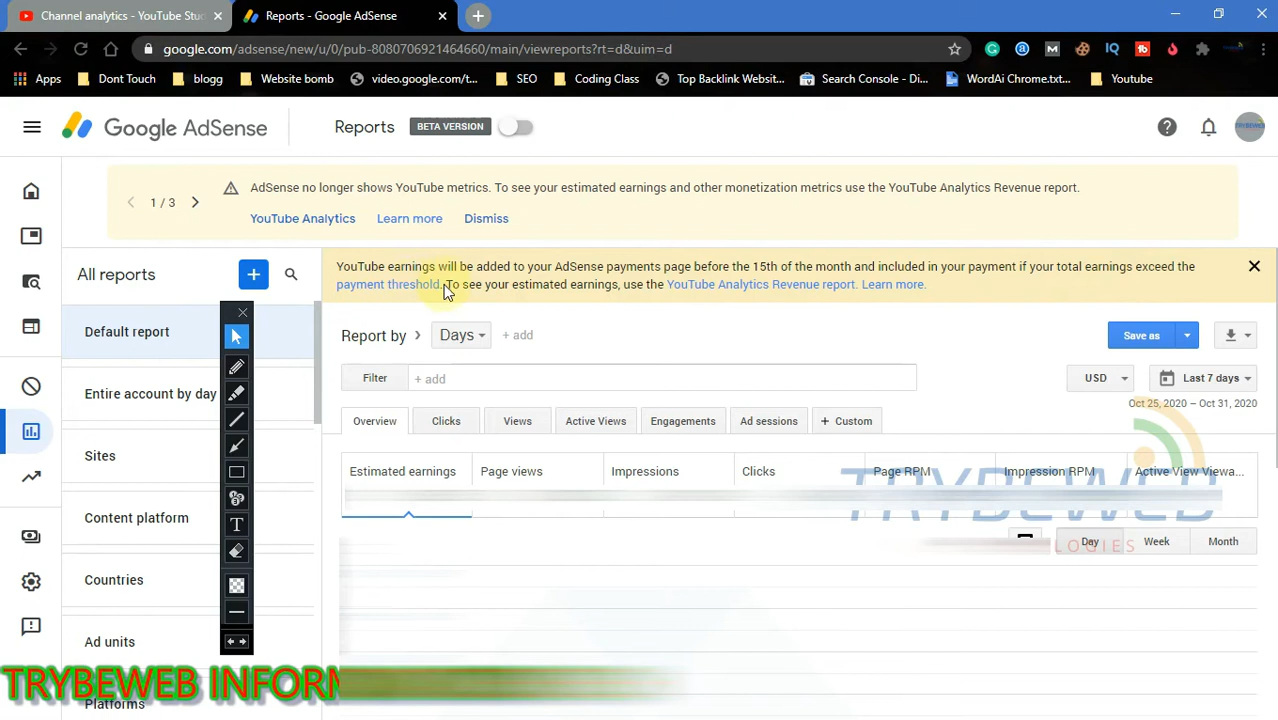 Channel analytics - YouTube Stud
Reports - Google AdSense
google.com/adsense/new/u/0/pub-8080706921464660/main/viewreports?rt=d&uim=d
Apps
Dont Touch
blogg
Website bomb
video.google.com/t...
SEO
Coding Class
Top Backlink Websit...
Search Console - Di...
WordAi Chrome.txt...
Youtube
Google AdSense
Reports
BETA VERSION
1 / 3
AdSense no longer shows YouTube metrics. To see your estimated earnings and other monetization metrics use the YouTube Analytics Revenue report.
YouTube Analytics
Learn more
Dismiss
All reports
YouTube earnings will be added to your AdSense payments page before the 15th of the month and included in your payment if your total earnings exceed the
payment threshold. To see your estimated earnings, use the YouTube Analytics Revenue report. Learn more.
Default report
Entire account by day
Sites
Content platform
Countries
Ad units
Platforms
Report by
Days
+ add
Save as
Filter
+ add
USD
Last 7 days
Oct 25, 2020 – Oct 31, 2020
Overview
Clicks
Views
Active Views
Engagements
Ad sessions
+ Custom
Estimated earnings
Page views
Impressions
Clicks
Page RPM
Impression RPM
Active View Viewa...
TRYBEWEB
LOGIES
Day
Week
Month
T
TRYBEWEB INFORM